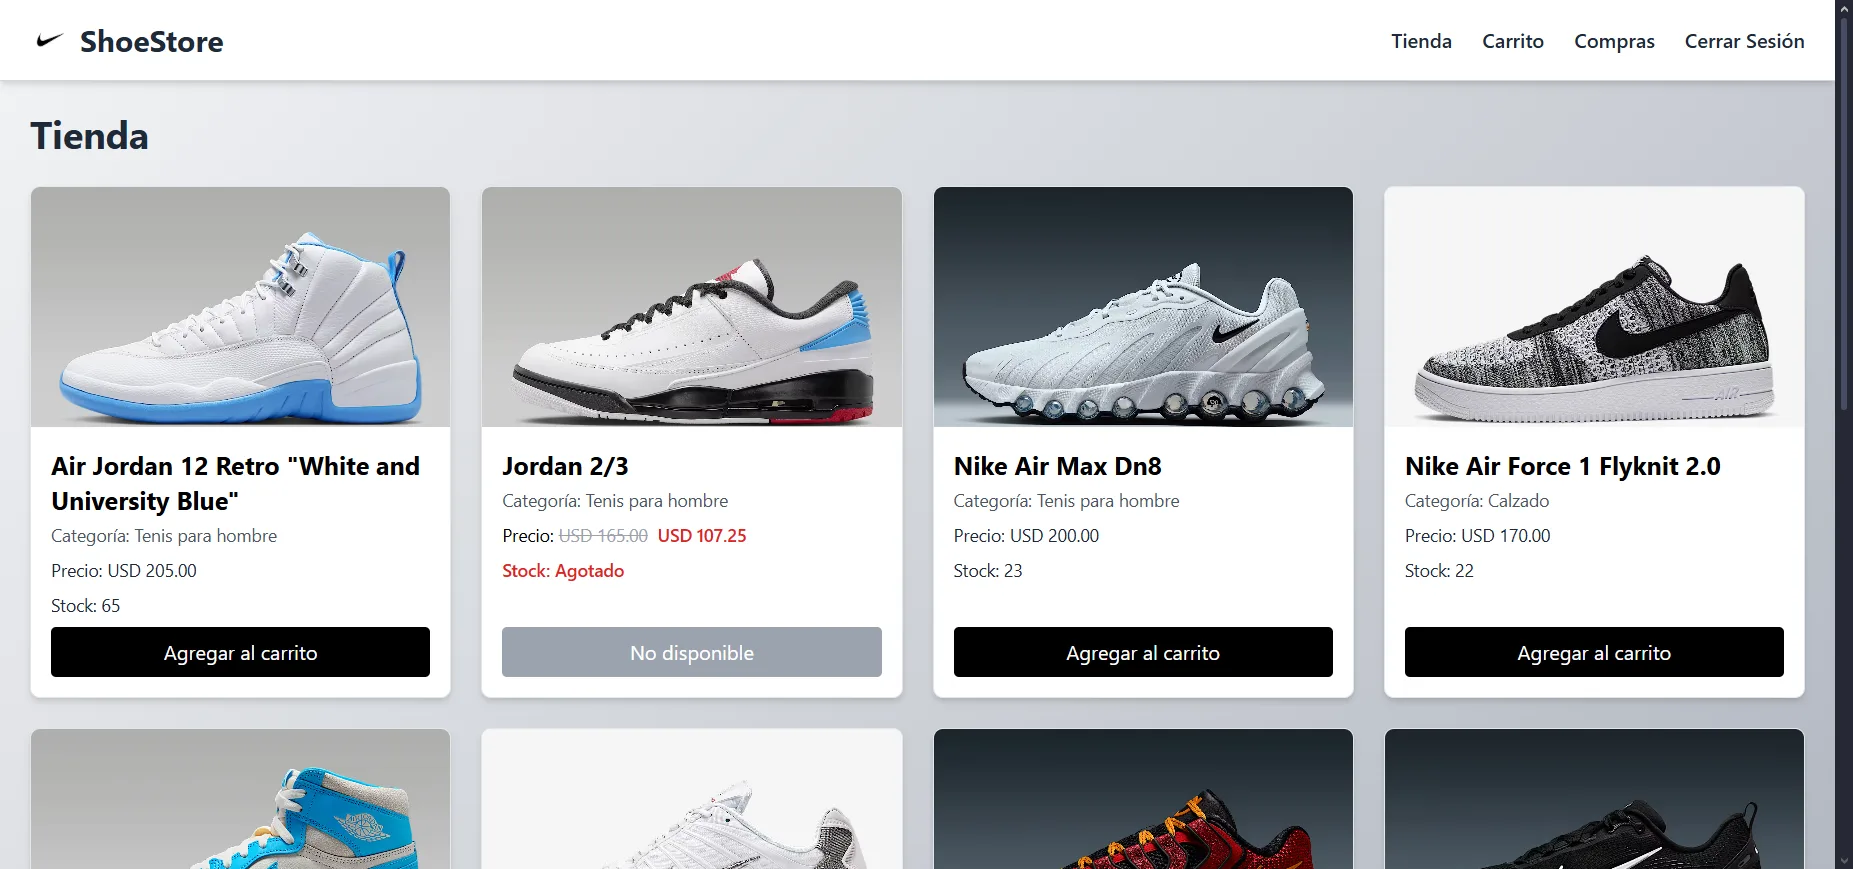 ShoeStore
Tienda
Carrito
Compras
Cerrar Sesión
Tienda
Air Jordan 12 Retro "White and
University Blue"
Categoría: Tenis para hombre
Precio: USD 205.00
Stock: 65
Agregar al carrito
Jordan 2/3
Categoría: Tenis para hombre
Precio: USD 165.00 USD 107.25
Stock: Agotado
No disponible
Nike Air Max Dn8
Categoría: Tenis para hombre
Precio: USD 200.00
Stock: 23
Agregar al carrito
Nike Air Force 1 Flyknit 2.0
Categoría: Calzado
Precio: USD 170.00
Stock: 22
Agregar al carrito
AIR